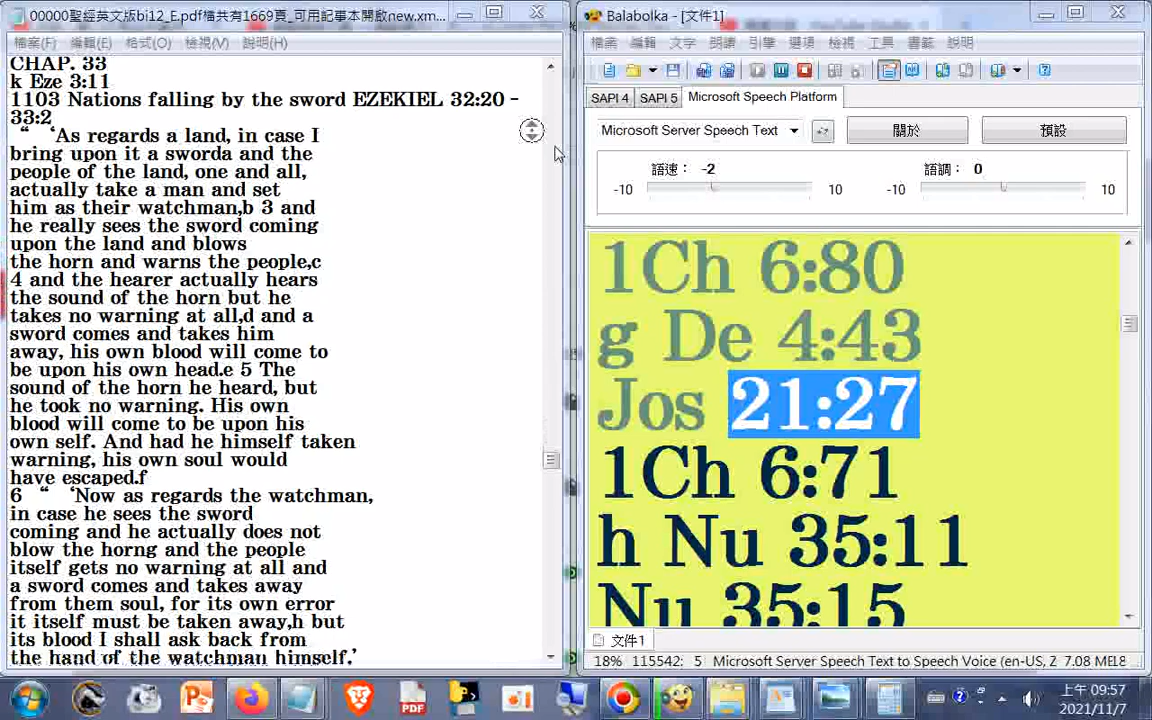 00000聖經英文版bi12_E.pdf檔共有1669頁_可用記事本開啟new.xm...
檔案(F) 編輯(E) 格式(O) 檢視(V) 說明(H)
CHAP. 33
k Eze 3:11
1103 Nations falling by the sword EZEKIEL 32:20 -
33:2
“ ‘As regards a land, in case I
bring upon it a sworda and the
people of the land, one and all,
actually take a man and set
him as their watchman,b 3 and
he really sees the sword coming
upon the land and blows
the horn and warns the people,c
4 and the hearer actually hears
the sound of the horn but he
takes no warning at all,d and a
sword comes and takes him
away, his own blood will come to
be upon his own head.e 5 The
sound of the horn he heard, but
he took no warning. His own
blood will come to be upon his
own self. And had he himself taken
warning, his own soul would
have escaped.f
6 “ ‘Now as regards the watchman,
in case he sees the sword
coming and he actually does not
blow the horng and the people
itself gets no warning at all and
a sword comes and takes away
from them soul, for its own error
it itself must be taken away,h but
its blood I shall ask back from
the hand of the watchman himself.’
Balabolka - [文件1]
檔案 編輯 文字 朗讀 引擎 選項 檢視 工具 書籤 說明
SAPI 4 SAPI 5 Microsoft Speech Platform
Microsoft Server Speech Text 關於 預設
語速： -2 語調： 0
-10 10 -10 10
1Ch 6:80
g De 4:43
Jos 21:27
1Ch 6:71
h Nu 35:11
Nu 35:15
文件1
18% 115542: 5 Microsoft Server Speech Text to Speech Voice (en-US, Z 7.08 MEL8
PDF
上午 09:57
2021/11/7